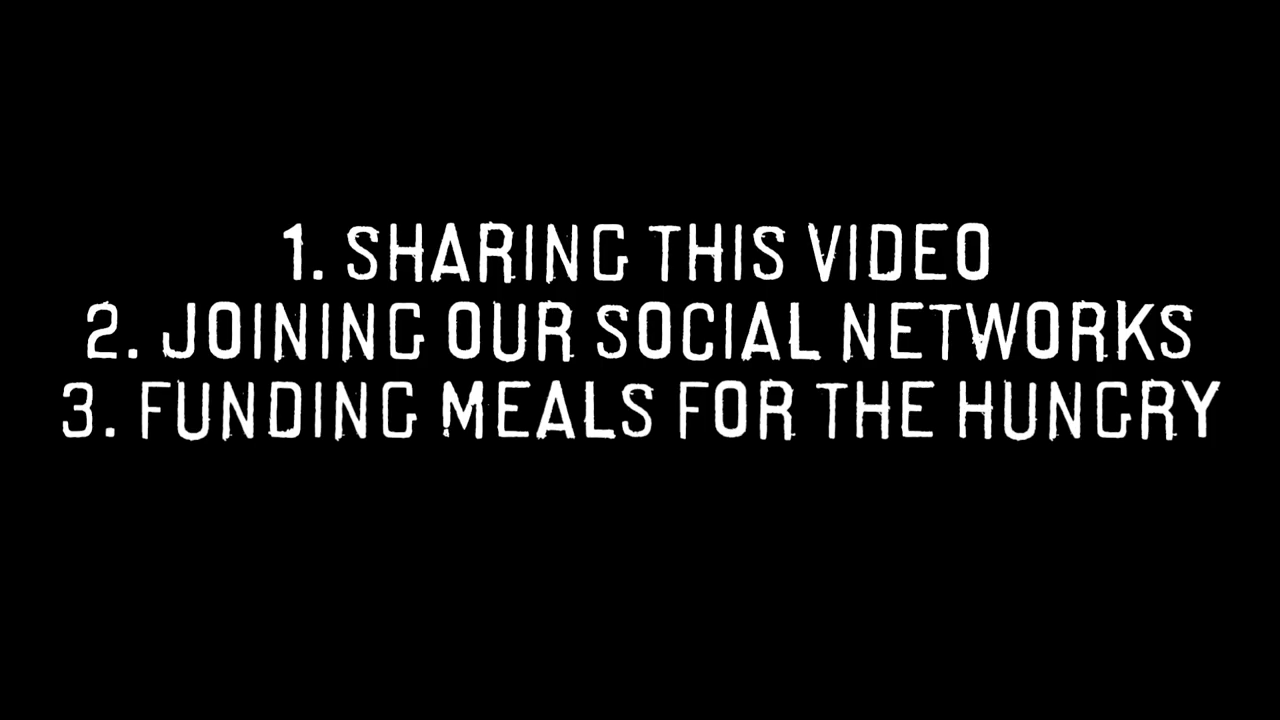 1. SHARING THIS VIDEO
2. JOINING OUR SOCIAL NETWORKS
3. FUNDING MEALS FOR THE HUNGRY